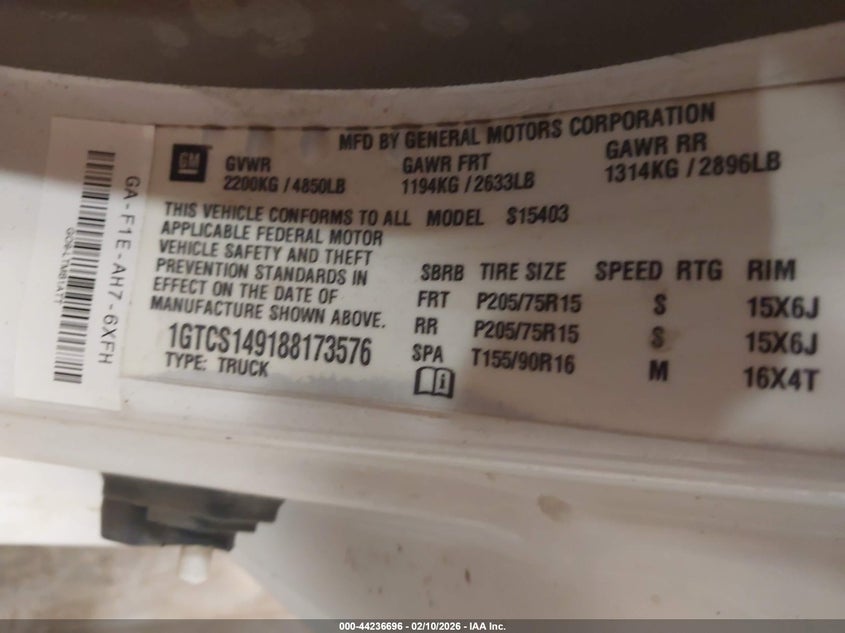 MFD BY GENERAL MOTORS CORPORATION
GM
GVWR GAWR FRT GAWR RR
2200KG / 4850LB 1194KG / 2633LB 1314KG / 2896LB
THIS VEHICLE CONFORMS TO ALL MODEL S15403
APPLICABLE FEDERAL MOTOR
VEHICLE SAFETY AND THEFT
PREVENTION STANDARDS IN
EFFECT ON THE DATE OF
MANUFACTURE SHOWN ABOVE.
1GTCS149188173576
TYPE: TRUCK
SBRB TIRE SIZE SPEED RTG RIM
FRT P205/75R15 S 15X6J
RR P205/75R15 S 15X6J
SPA T155/90R16 M 16X4T
GA-F1E-AH7-6XFH
000-44236696 - 02/10/2026 - IAA Inc.